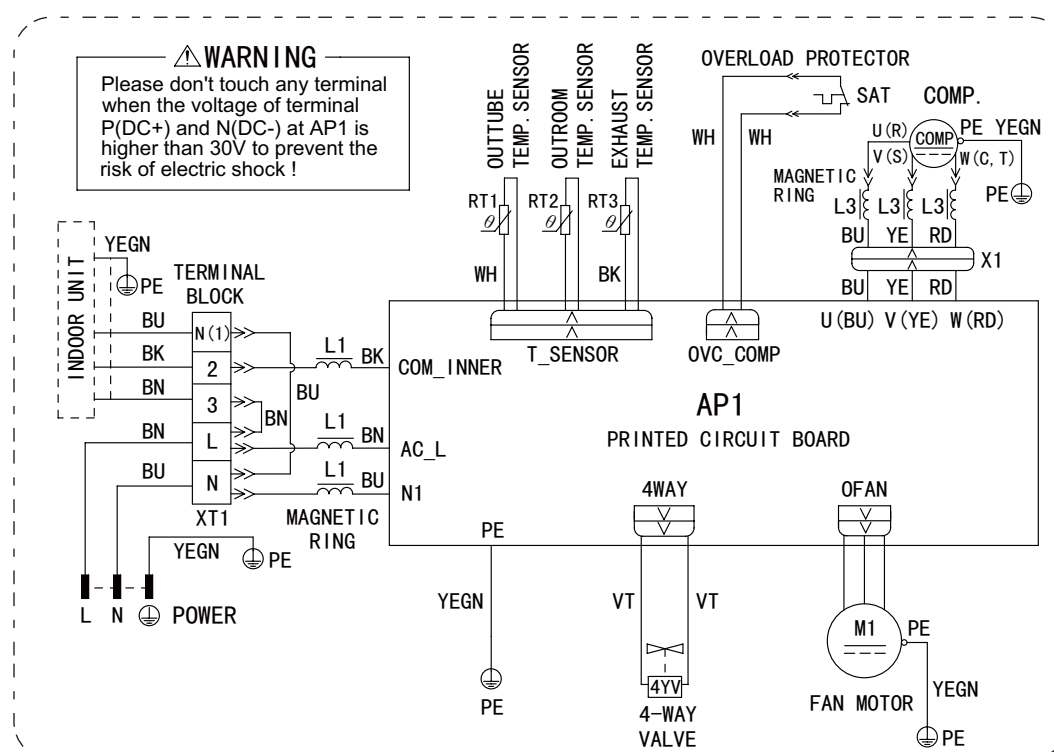 WARNING
Please don't touch any terminal
when the voltage of terminal
P(DC+) and N(DC-) at AP1 is
higher than 30V to prevent the
risk of electric shock !
OUTTUBE
TEMP. SENSOR
OUTROOM
TEMP. SENSOR
EXHAUST
TEMP. SENSOR
RT1
θ
RT2
θ
RT3
θ
WH
BK
OVERLOAD PROTECTOR
SAT
WH
WH
COMP.
U(R)
COMP
PE YEGN
V(S)
W(C, T)
PE
MAGNETIC
RING
L3
L3
L3
BU
YE
RD
X1
BU
YE
RD
U(BU) V(YE) W(RD)
INDOOR UNIT
YEGN
PE
TERMINAL
BLOCK
BU
N(1)
BK
2
BN
3
BN
L
BU
N
XT1
BU
BN
L1
BK
COM_INNER
L1
BN
AC_L
L1
BU
N1
MAGNETIC
RING
YEGN
PE
L N POWER
T_SENSOR
OVC_COMP
AP1
PRINTED CIRCUIT BOARD
4WAY
OFAN
PE
YEGN
PE
VT
VT
4YV
4-WAY
VALVE
M1
PE
FAN MOTOR
YEGN
PE